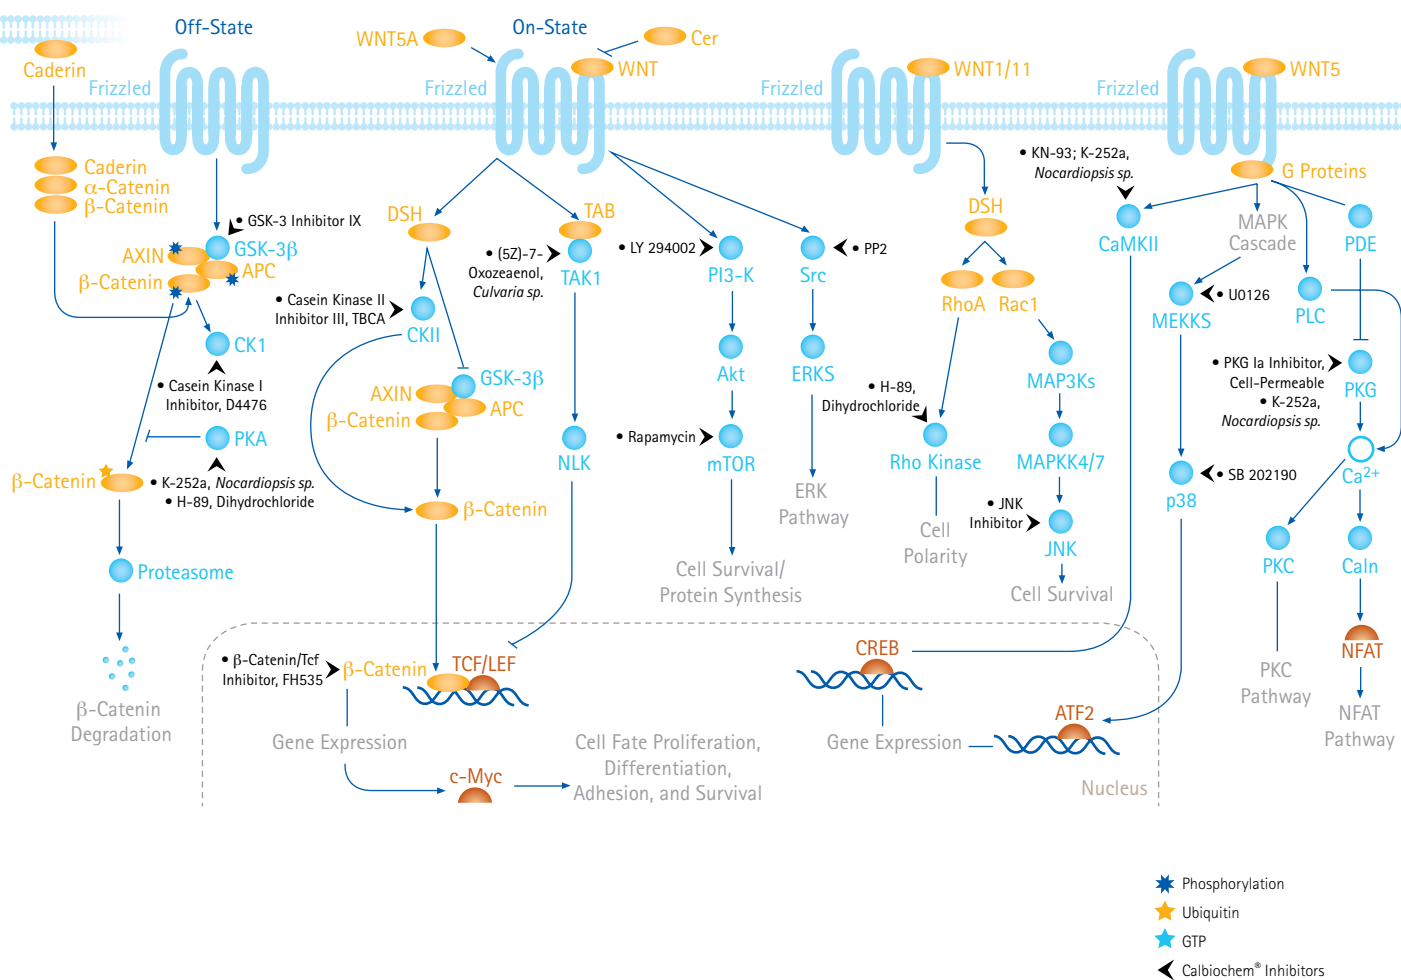 Off-State
On-State
WNT5A
Cer
Caderin
WNT
WNT1/11
WNT5
Frizzled
Frizzled
Frizzled
Frizzled
Caderin
α-Catenin
β-Catenin
• KN-93; K-252a,
Nocardiopsis sp.
G Proteins
• GSK-3 Inhibitor IX
AXIN
GSK-3β
APC
β-Catenin
DSH
TAB
• (5Z)-7-
Oxozeaenol,
Culvaria sp.
TAK1
• LY 294002
PI3-K
• PP2
Src
DSH
CaMKII
MAPK
Cascade
PDE
• Casein Kinase II
Inhibitor III, TBCA
CKII
RhoA
Rac1
• U0126
MEKKS
PLC
CK1
• Casein Kinase I
Inhibitor, D4476
AXIN
GSK-3β
APC
β-Catenin
Akt
ERKS
MAP3Ks
• H-89,
Dihydrochloride
• PKG Ia Inhibitor,
Cell-Permeable
• K-252a,
Nocardiopsis sp.
PKG
PKA
NLK
• Rapamycin
mTOR
Rho Kinase
MAPKK4/7
β-Catenin
• K-252a, Nocardiopsis sp.
• H-89, Dihydrochloride
ERK
Pathway
• SB 202190
p38
Ca2+
β-Catenin
• JNK
Inhibitor
Cell
Polarity
JNK
PKC
Caln
Proteasome
Cell Survival/
Protein Synthesis
Cell Survival
• β-Catenin/Tcf
Inhibitor, FH535
β-Catenin
TCF/LEF
CREB
NFAT
PKC
Pathway
β-Catenin
Degradation
ATF2
NFAT
Pathway
Gene Expression
Cell Fate Proliferation,
Differentiation,
Adhesion, and Survival
Gene Expression
c-Myc
Nucleus
Phosphorylation
Ubiquitin
GTP
Calbiochem® Inhibitors